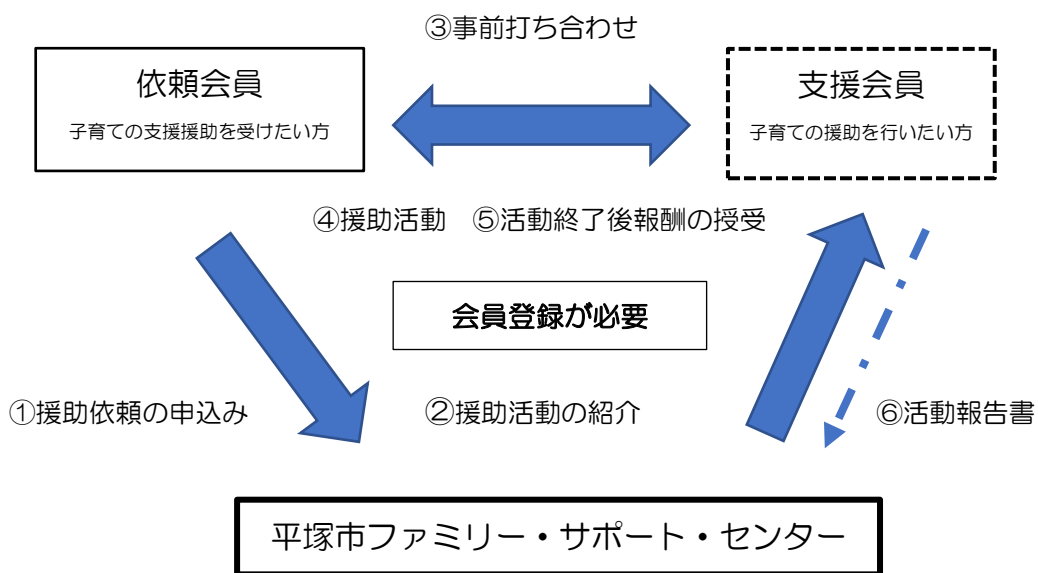 ③事前打ち合わせ
依頼会員
子育ての支援援助を受けたい方
支援会員
子育ての援助を行いたい方
④援助活動　⑤活動終了後報酬の授受
会員登録が必要
①援助依頼の申込み
②援助活動の紹介
⑥活動報告書
平塚市ファミリー・サポート・センター